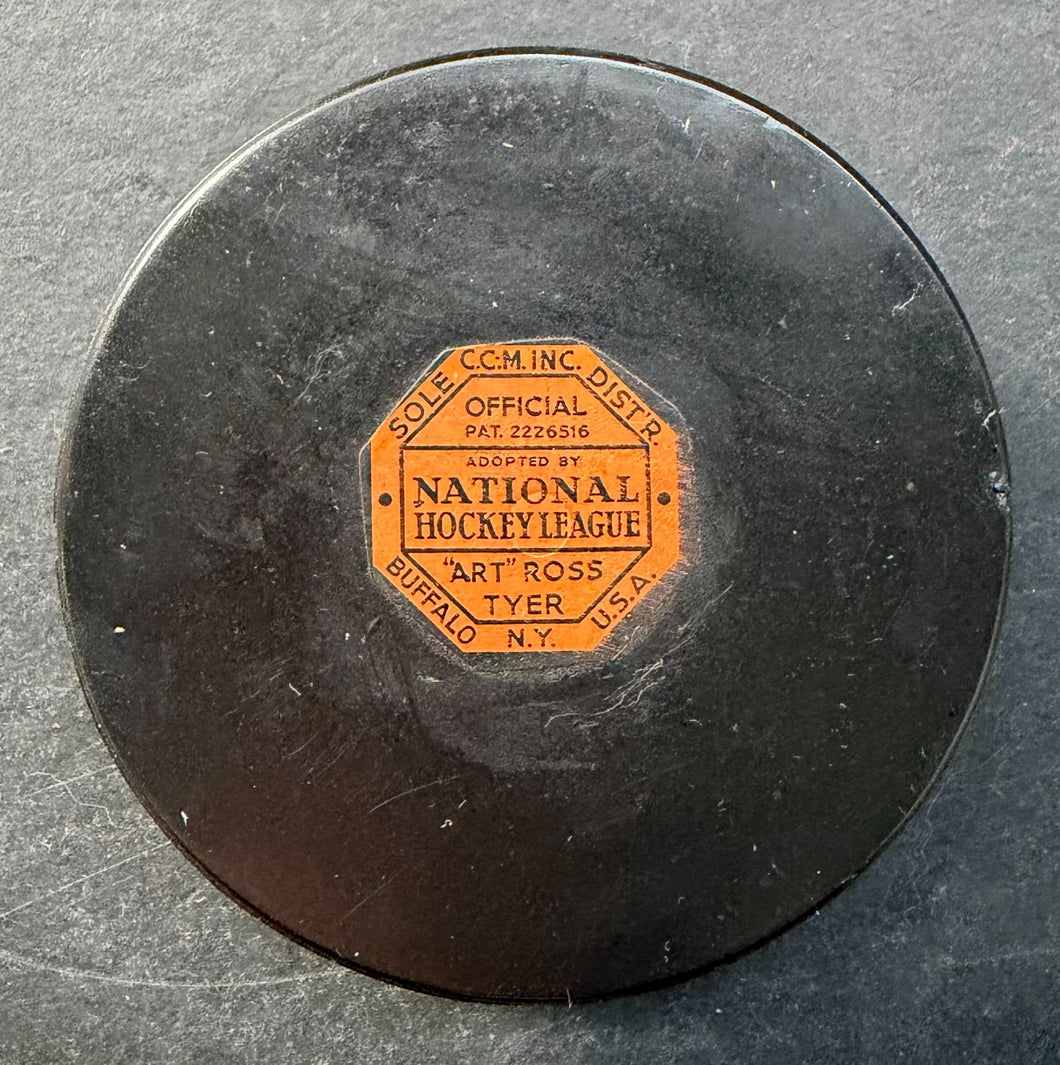 SOLE C.C.M. INC. DIST'R.
OFFICIAL
PAT. 2226516
ADOPTED BY
NATIONAL
HOCKEY LEAGUE
"ART" ROSS
TYER
BUFFALO N.Y. U.S.A.